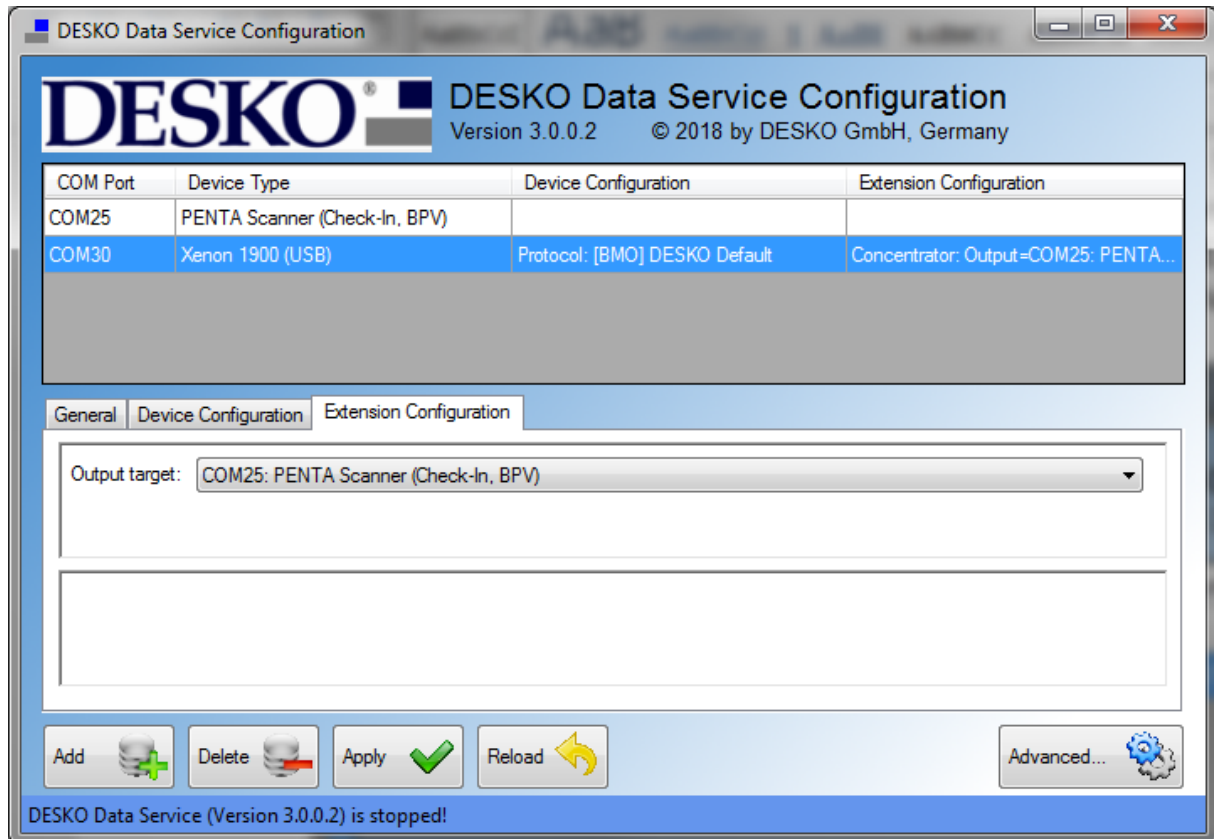 DESKO Data Service Configuration
DESKO®
DESKO Data Service Configuration
Version 3.0.0.2 © 2018 by DESKO GmbH, Germany
COM Port Device Type Device Configuration Extension Configuration
COM25 PENTA Scanner (Check-In, BPV)
COM30 Xenon 1900 (USB) Protocol: [BMO] DESKO Default Concentrator: Output=COM25: PENTA...
General Device Configuration Extension Configuration
Output target: COM25: PENTA Scanner (Check-In, BPV)
Add Delete Apply Reload Advanced...
DESKO Data Service (Version 3.0.0.2) is stopped!